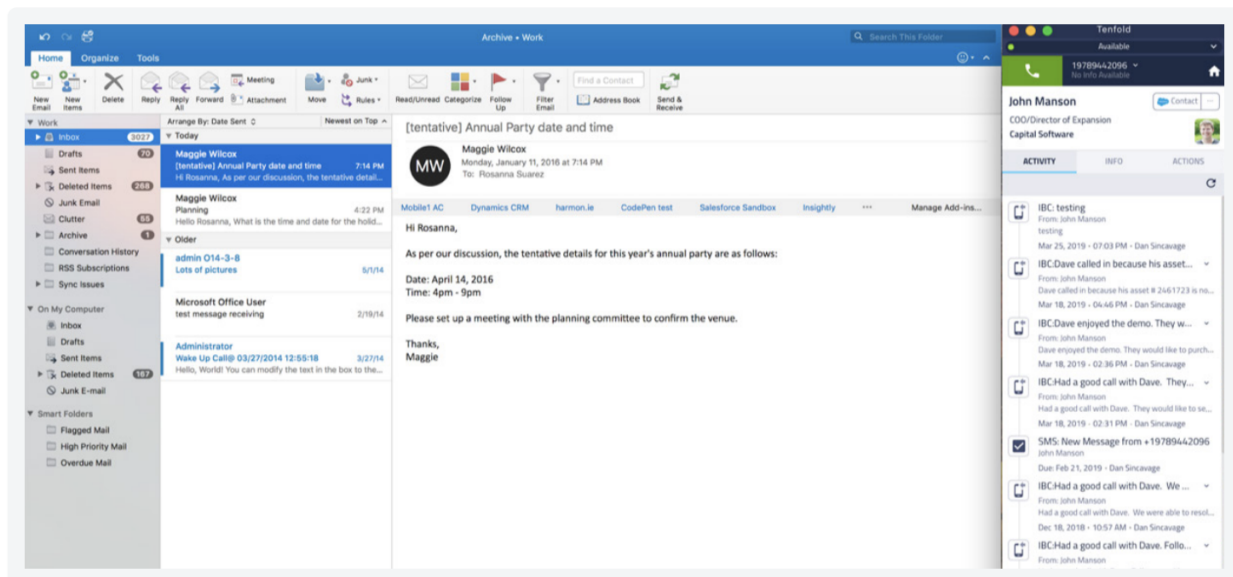 Archive • Work
Search This Folder
Home Organize Tools
New Email
New Items
Delete
Reply
Reply All
Forward
Meeting
Attachment
Move
Junk
Rules
Read/Unread
Categorize
Follow Up
Filter Email
Find a Contact
Address Book
Send & Receive
Work
Inbox 3027
Drafts 70
Sent Items
Deleted Items 268
Junk Email
Clutter 55
Archive 1
Conversation History
RSS Subscriptions
Sync Issues
On My Computer
Inbox
Drafts
Sent Items
Deleted Items 167
Junk E-mail
Smart Folders
Flagged Mail
High Priority Mail
Overdue Mail
Arrange By: Date Sent Newest on Top
Today
Maggie Wilcox
[tentative] Annual Party date and time 7:14 PM
Hi Rosanna, As per our discussion, the tentative detail...
Maggie Wilcox
Planning 4:22 PM
Hello Rosanna, What is the time and date for the holid...
Older
admin O14-3-8
Lots of pictures 5/1/14
Microsoft Office User
test message receiving 2/19/14
Administrator
Wake Up Call@ 03/27/2014 12:55:18 3/27/14
Hello, World! You can modify the text in the box to the...
[tentative] Annual Party date and time
MW
Maggie Wilcox
Monday, January 11, 2016 at 7:14 PM
To: Rosanna Suarez
Mobile1 AC Dynamics CRM harmon.ie CodePen test Salesforce Sandbox Insightly ... Manage Add-ins...
Hi Rosanna,
As per our discussion, the tentative details for this year's annual party are as follows:
Date: April 14, 2016
Time: 4pm - 9pm
Please set up a meeting with the planning committee to confirm the venue.
Thanks,
Maggie
Tenfold
Available
19789442096
No Info Available
John Manson
Contact ...
COO/Director of Expansion
Capital Software
ACTIVITY INFO ACTIONS
IBC: testing
From: John Manson
testing
Mar 25, 2019 - 07:03 PM - Dan Sincavage
IBC:Dave called in because his asset...
From: John Manson
Dave called in because his asset # 2461723 is no...
Mar 18, 2019 - 04:46 PM - Dan Sincavage
IBC:Dave enjoyed the demo. They w...
From: John Manson
Dave enjoyed the demo. They would like to purch...
Mar 18, 2019 - 02:36 PM - Dan Sincavage
IBC:Had a good call with Dave. They...
From: John Manson
Had a good call with Dave. They would like to se...
Mar 18, 2019 - 02:31 PM - Dan Sincavage
SMS: New Message from +19789442096
John Manson
Due: Feb 21, 2019 - Dan Sincavage
IBC:Had a good call with Dave. We ...
From: John Manson
Had a good call with Dave. We were able to resol...
Dec 18, 2018 - 10:57 AM - Dan Sincavage
IBC:Had a good call with Dave. Follo...
From: John Manson